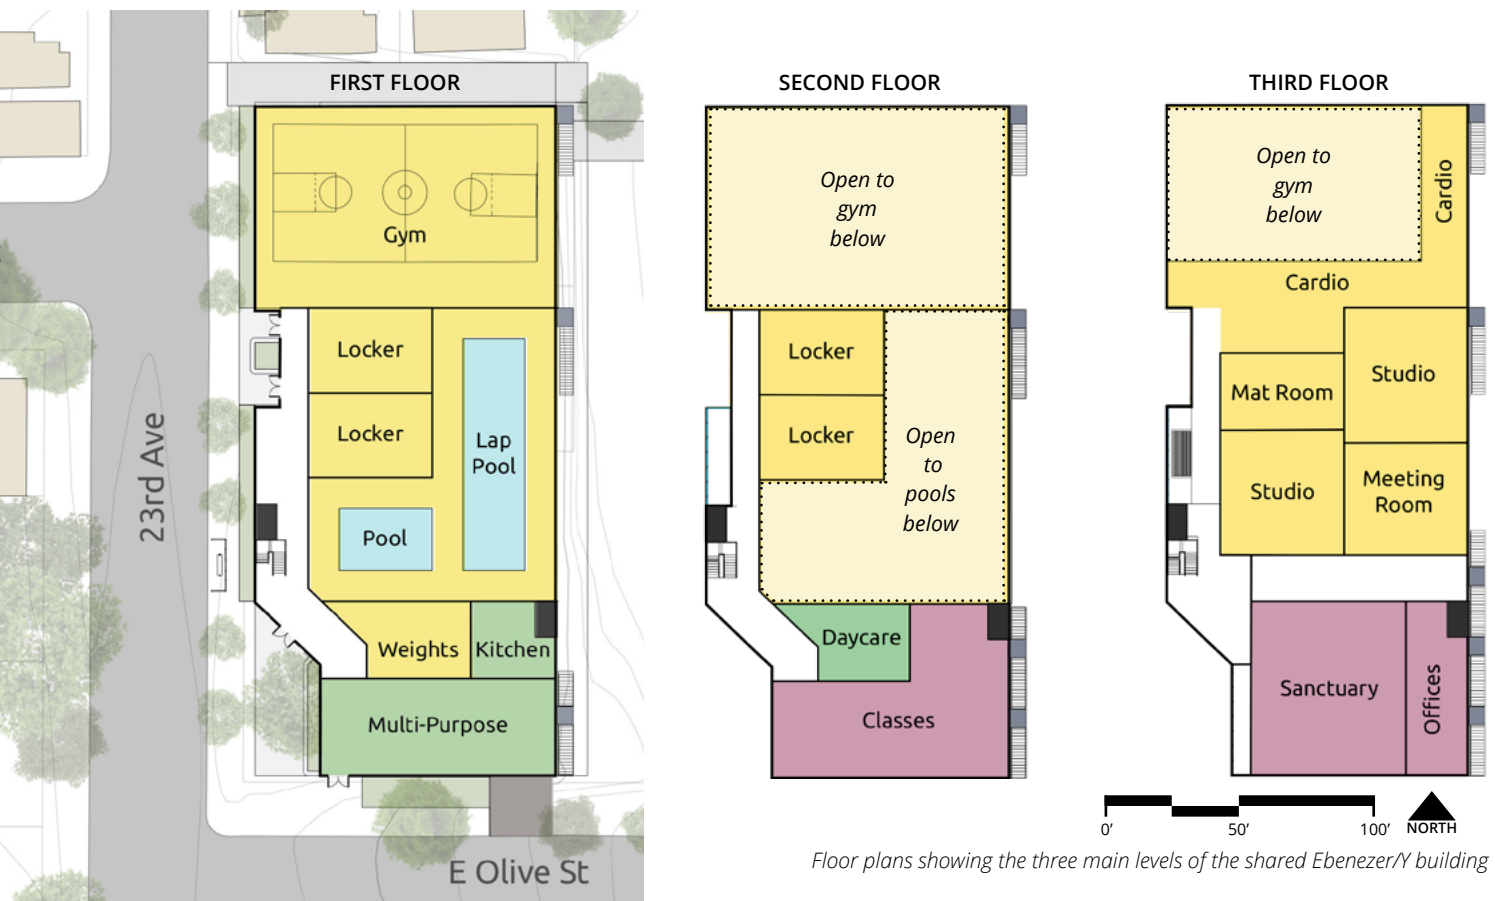 FIRST FLOOR
Gym
Locker
Locker
Lap
Pool
Pool
Weights
Kitchen
Multi-Purpose
23rd Ave
E Olive St
SECOND FLOOR
Open to
gym
below
Locker
Locker
Open
to
pools
below
Daycare
Classes
THIRD FLOOR
Open to
gym
below
Cardio
Cardio
Mat Room
Studio
Studio
Meeting
Room
Sanctuary
Offices
0’ 50’ 100’ NORTH
Floor plans showing the three main levels of the shared Ebenezer/Y building